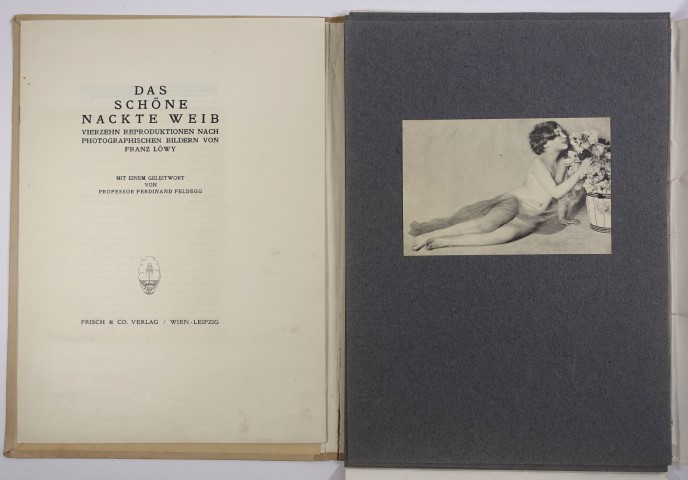 DAS
SCHÖNE
NACKTE WEIB
VIERZEHN REPRODUKTIONEN NACH
PHOTOGRAPHISCHEN BILDERN VON
FRANZ LÖWY
MIT EINEM GELEITWORT
VON
PROFESSOR FERDINAND FELDEGG
FRISCH & CO. VERLAG / WIEN-LEIPZIG